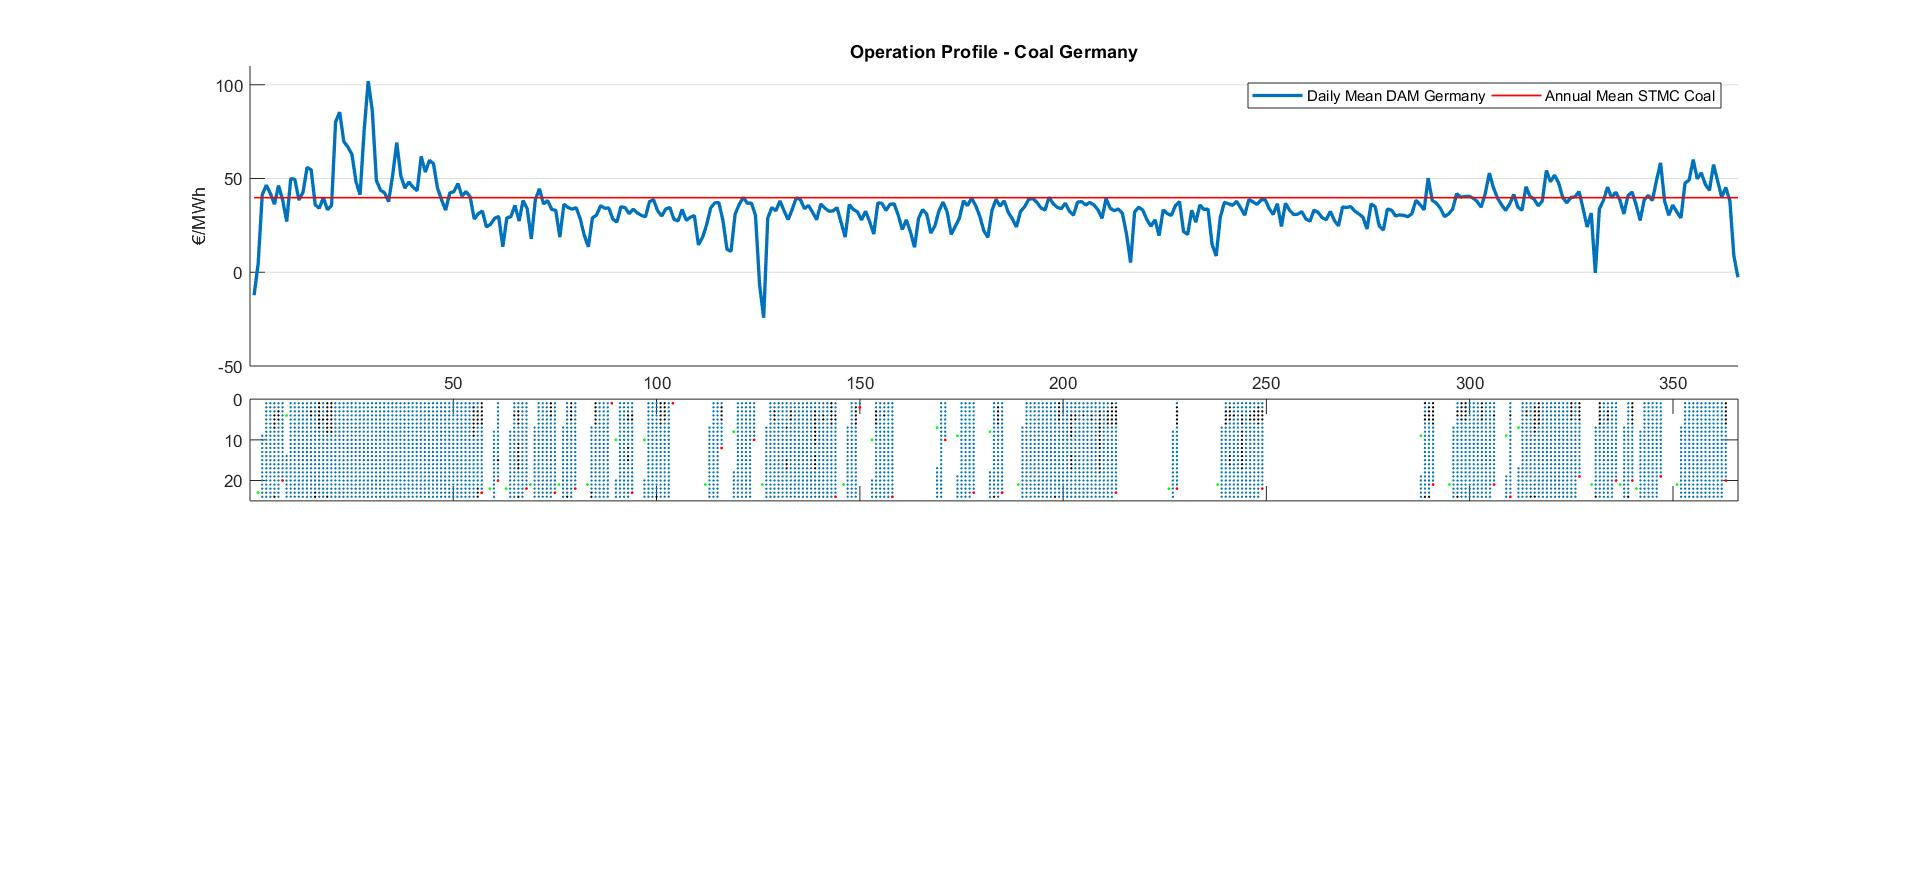 Operation Profile - Coal Germany
Daily Mean DAM Germany Annual Mean STMC Coal
€/MWh
100
50
0
-50
50 100 150 200 250 300 350
0
10
20